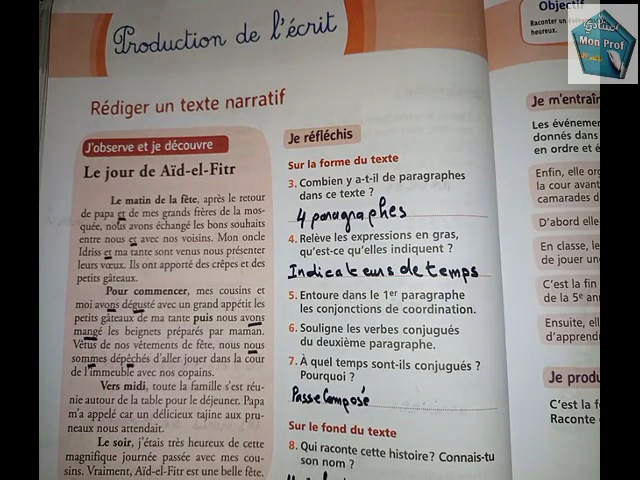 Production de l'écrit
Objectif
Raconter un
heureux.
Mon Prof
Rédiger un texte narratif
J'observe et je découvre
Le jour de Aïd-el-Fitr
Le matin de la fête, après le retour
de papa et de mes grands frères de la mos-
quée, nous avons échangé les bons souhaits
entre nous et avec nos voisins. Mon oncle
Idriss et ma tante sont venus nous présenter
leurs vœux. Ils ont apporté des crêpes et des
petits gâteaux.
Pour commencer, mes cousins et
moi avons dégusté avec un grand appétit les
petits gâteaux de ma tante puis nous avons
mangé les beignets préparés par maman.
Vêtus de nos vêtements de fête, nous nous
sommes dépêchés d'aller jouer dans la cour
de l'immeuble avec nos copains.
Vers midi, toute la famille s'est réu-
nie autour de la table pour le déjeuner. Papa
m'a appelé car un délicieux tajine aux pru-
neaux nous attendait.
Le soir, j'étais très heureux de cette
magnifique journée passée avec mes cou-
sins. Vraiment, Aïd-el-Fitr est une belle fête.
Je réfléchis
Sur la forme du texte
3. Combien y a-t-il de paragraphes
dans ce texte ?
4 paragraphes
4. Relève les expressions en gras,
qu'est-ce qu'elles indiquent ?
Indicateurs de temps
5. Entoure dans le 1er paragraphe
les conjonctions de coordination.
6. Souligne les verbes conjugués
du deuxième paragraphe.
7. À quel temps sont-ils conjugués ?
Pourquoi ?
Passe Composé
Sur le fond du texte
8. Qui raconte cette histoire ? Connais-tu
son nom ?
Je m'entraîn
Les événemen
donnés dans
en ordre et é
Enfin, elle org
la cour avant
camarades d
D'abord elle
En classe, le
de jouer un
C'est la fin
de la 5e ann
Ensuite, el
d'apprendi
Je produ
C'est la f
Raconte